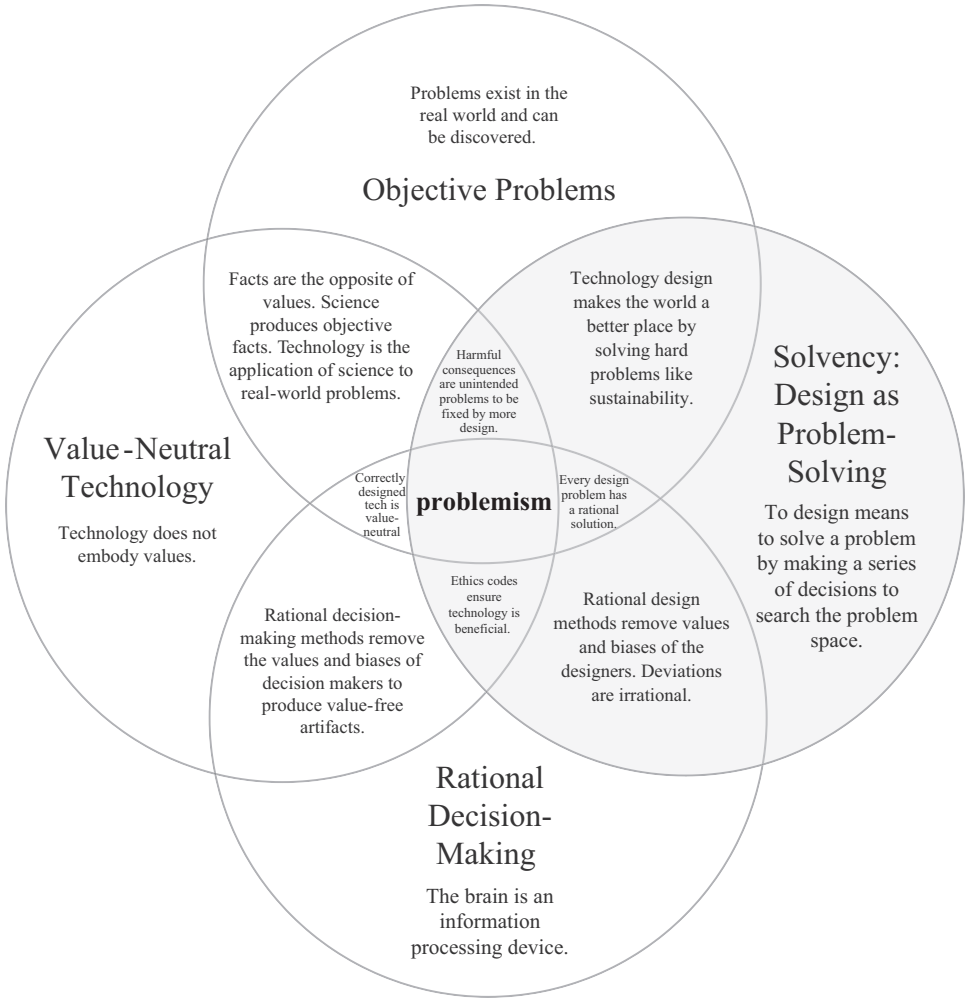 Problems exist in the
real world and can
be discovered.
Objective Problems
Facts are the opposite of
values. Science
produces objective
facts. Technology is the
application of science to
real-world problems.
Technology design
makes the world a
better place by
solving hard
problems like
sustainability.
Harmful
consequences
are unintended
problems to be
fixed by more
design.
Solvency:
Design as
Problem-
Solving
To design means
to solve a problem
by making a series
of decisions to
search the problem
space.
Value-Neutral
Technology
Technology does not
embody values.
Correctly
designed
tech is
value-
neutral
problemism
Every design
problem has
a rational
solution.
Ethics codes
ensure
technology is
beneficial.
Rational decision-
making methods remove
the values and biases of
decision makers to
produce value-free
artifacts.
Rational design
methods remove values
and biases of the
designers. Deviations
are irrational.
Rational
Decision-
Making
The brain is an
information
processing device.